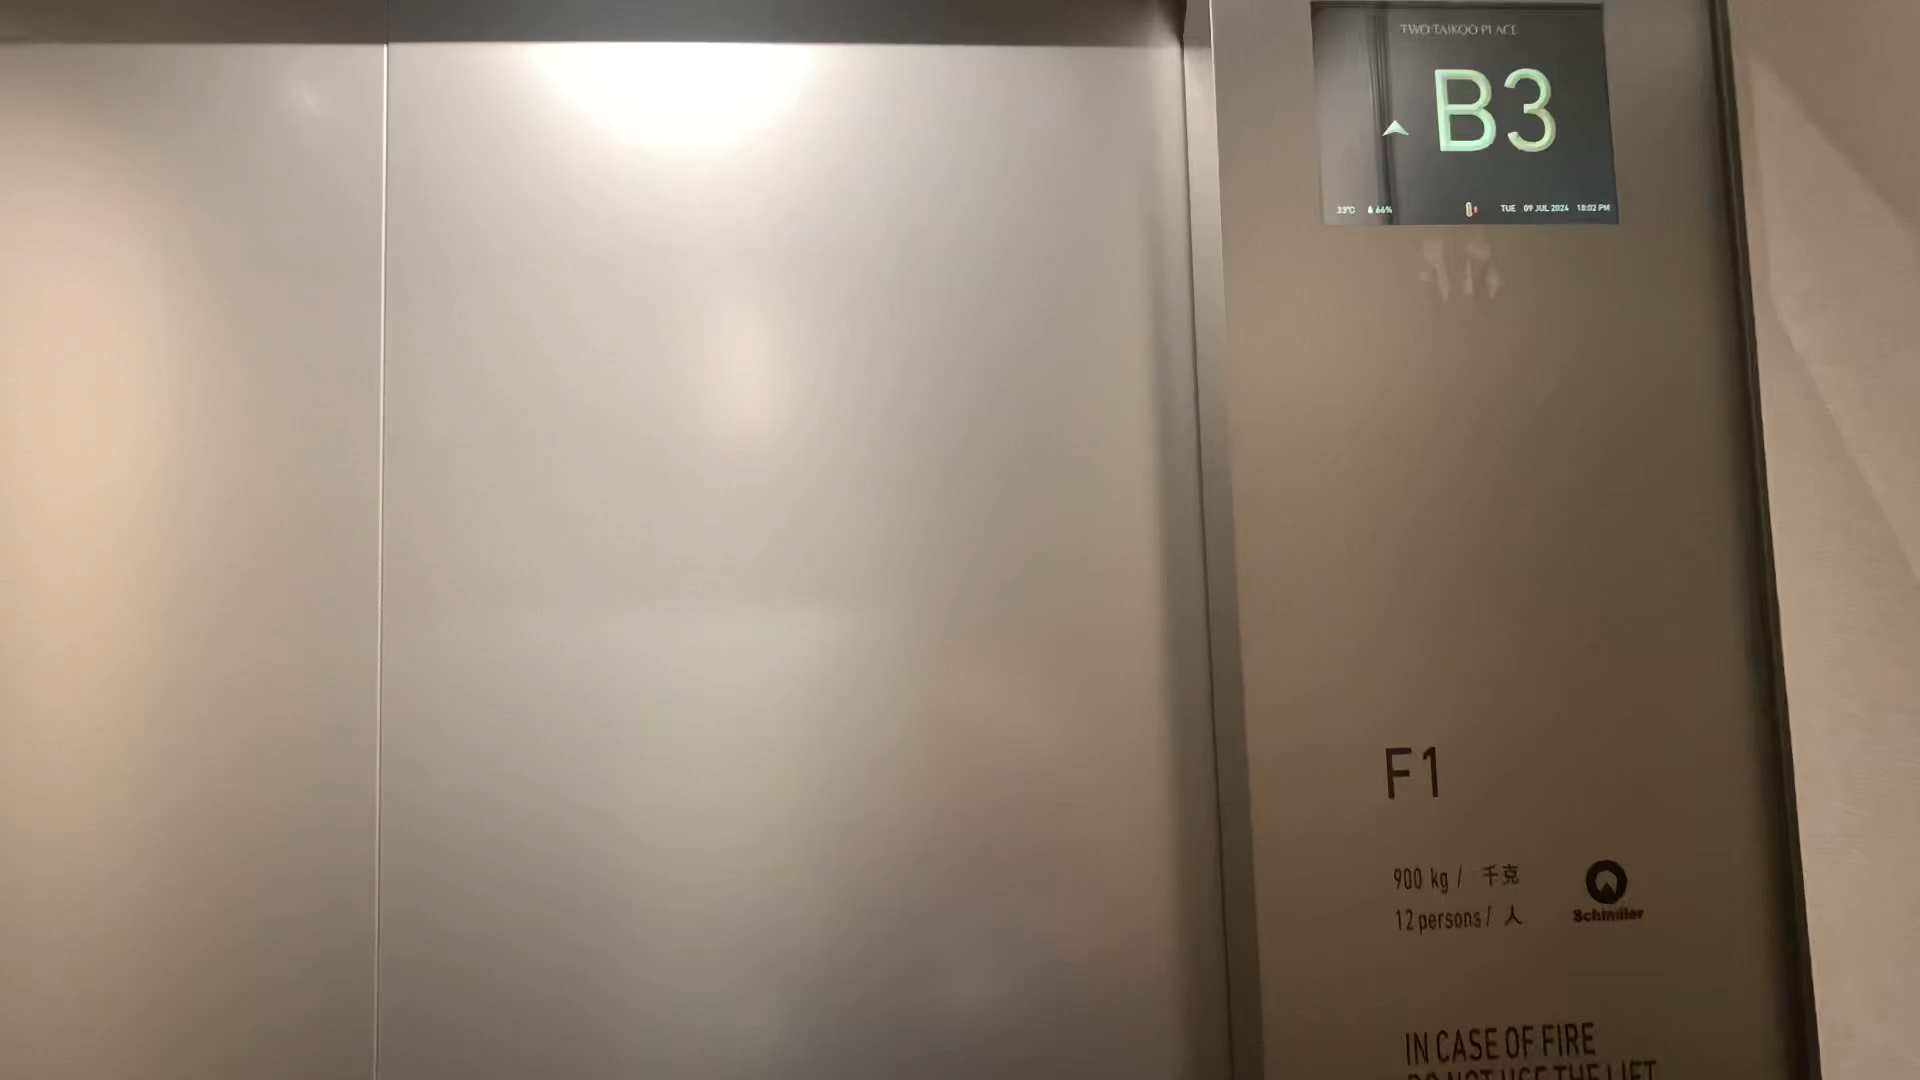 TWO TAIKOO PLACE
B3
33°C 66% TUE 09 JUL 2024 18:02 PM
F1
900 kg / 千克
12 persons / 人
Schindler
IN CASE OF FIRE
DO NOT USE THE LIFT